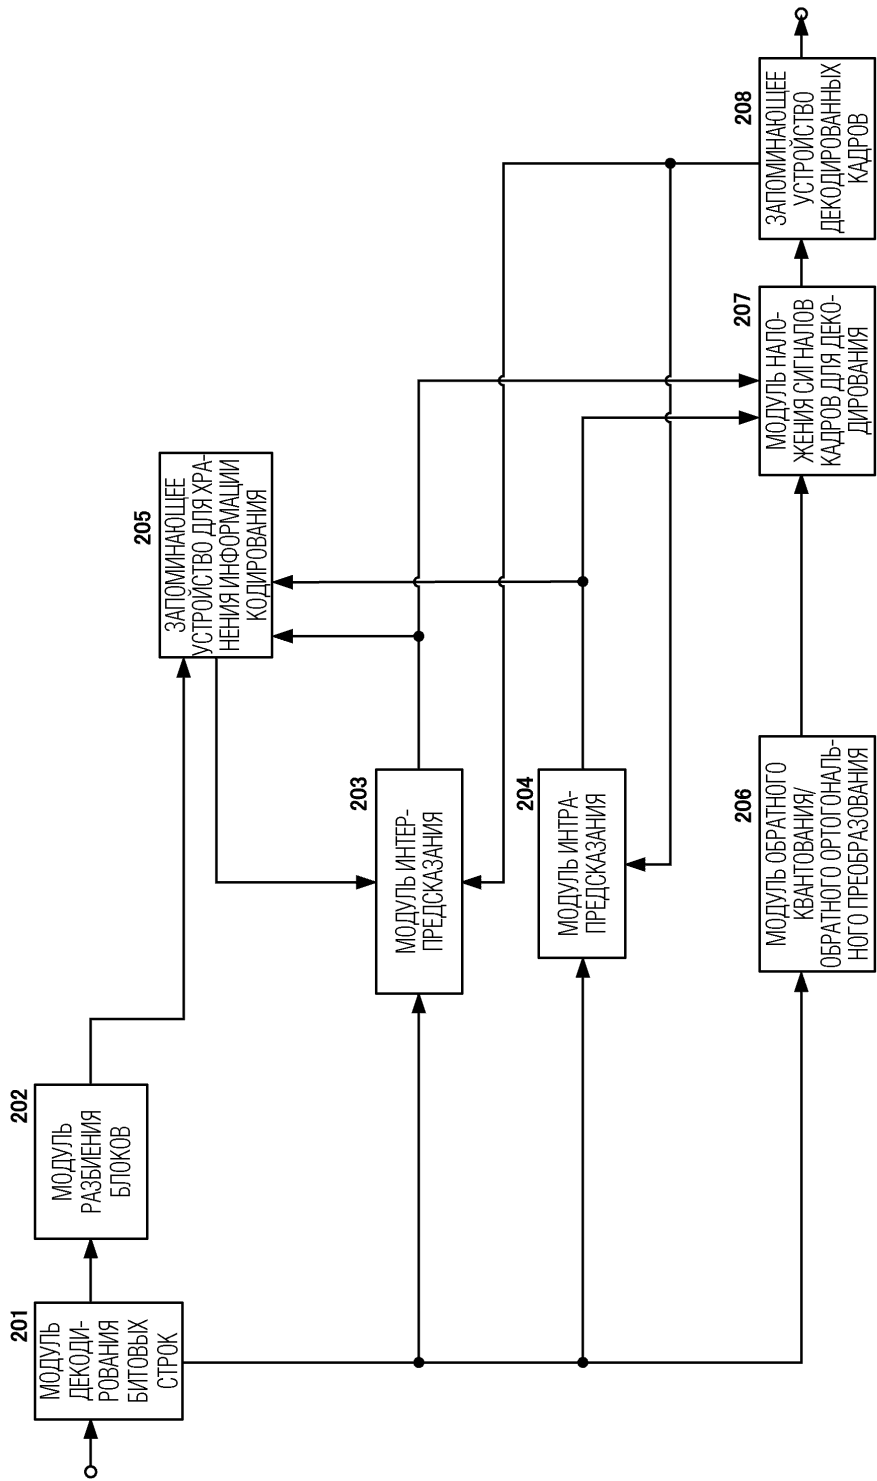 201
МОДУЛЬ
ДЕКОДИ-
РОВАНИЯ
БИТОВЫХ
СТРОК
202
МОДУЛЬ
РАЗБИЕНИЯ
БЛОКОВ
205
ЗАПОМИНАЮЩЕЕ
УСТРОЙСТВО ДЛЯ ХРА-
НЕНИЯ ИНФОРМАЦИИ
КОДИРОВАНИЯ
203
МОДУЛЬ ИНТЕР-
ПРЕДСКАЗАНИЯ
204
МОДУЛЬ ИНТРА-
ПРЕДСКАЗАНИЯ
206
МОДУЛЬ ОБРАТНОГО
КВАНТОВАНИЯ/
ОБРАТНОГО ОРТОГОНАЛЬ-
НОГО ПРЕОБРАЗОВАНИЯ
207
МОДУЛЬ НАЛО-
ЖЕНИЯ СИГНАЛОВ
КАДРОВ ДЛЯ ДЕКО-
ДИРОВАНИЯ
208
ЗАПОМИНАЮЩЕЕ
УСТРОЙСТВО
ДЕКОДИРОВАННЫХ
КАДРОВ